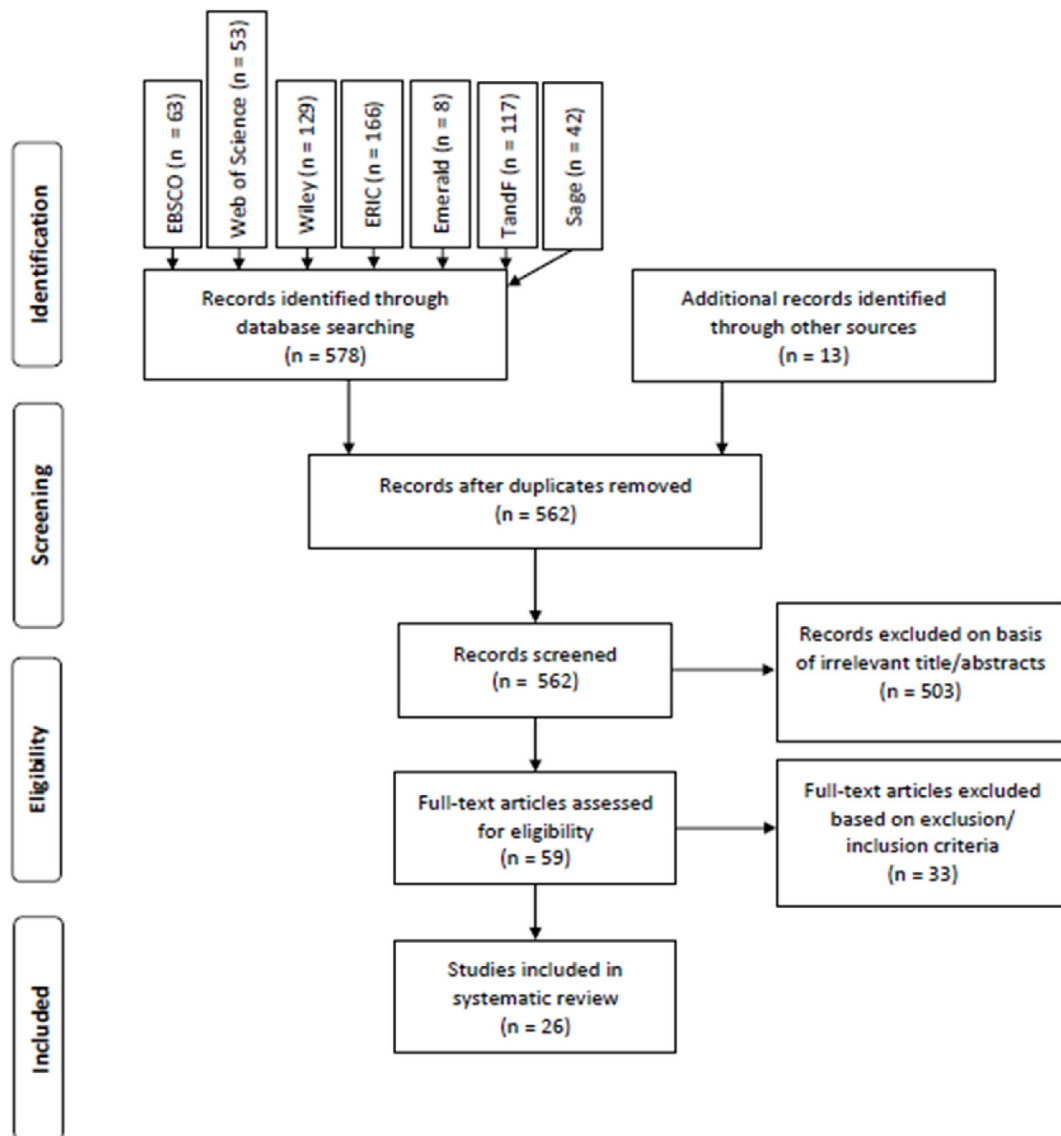 EBSCO (n = 63)
Web of Science (n = 53)
Wiley (n = 129)
ERIC (n = 166)
Emerald (n = 8)
TandF (n = 117)
Sage (n = 42)
Identification
Records identified through
database searching
(n = 578)
Additional records identified
through other sources
(n = 13)
Screening
Records after duplicates removed
(n = 562)
Records screened
(n = 562)
Records excluded on basis
of irrelevant title/abstracts
(n = 503)
Eligibility
Full-text articles assessed
for eligibility
(n = 59)
Full-text articles excluded
based on exclusion/
inclusion criteria
(n = 33)
Included
Studies included in
systematic review
(n = 26)